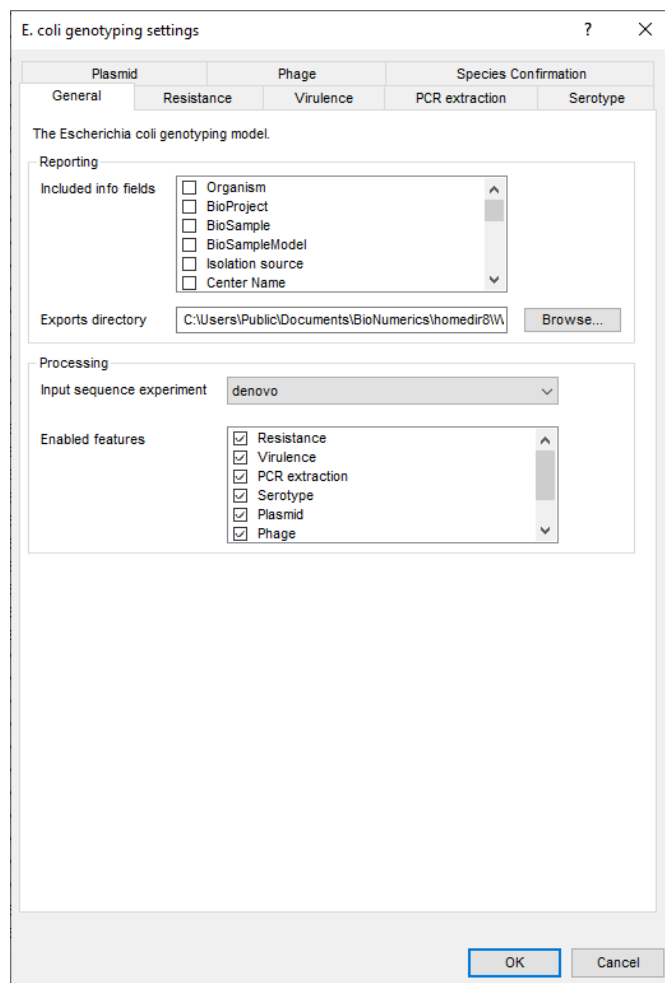 E. coli genotyping settings
Plasmid Phage Species Confirmation
General Resistance Virulence PCR extraction Serotype
The Escherichia coli genotyping model.
Reporting
Included info fields
Organism
BioProject
BioSample
BioSampleModel
Isolation source
Center Name
Exports directory C:\Users\Public\Documents\BioNumerics\homedir8\W Browse...
Processing
Input sequence experiment denovo
Enabled features
Resistance
Virulence
PCR extraction
Serotype
Plasmid
Phage
OK Cancel